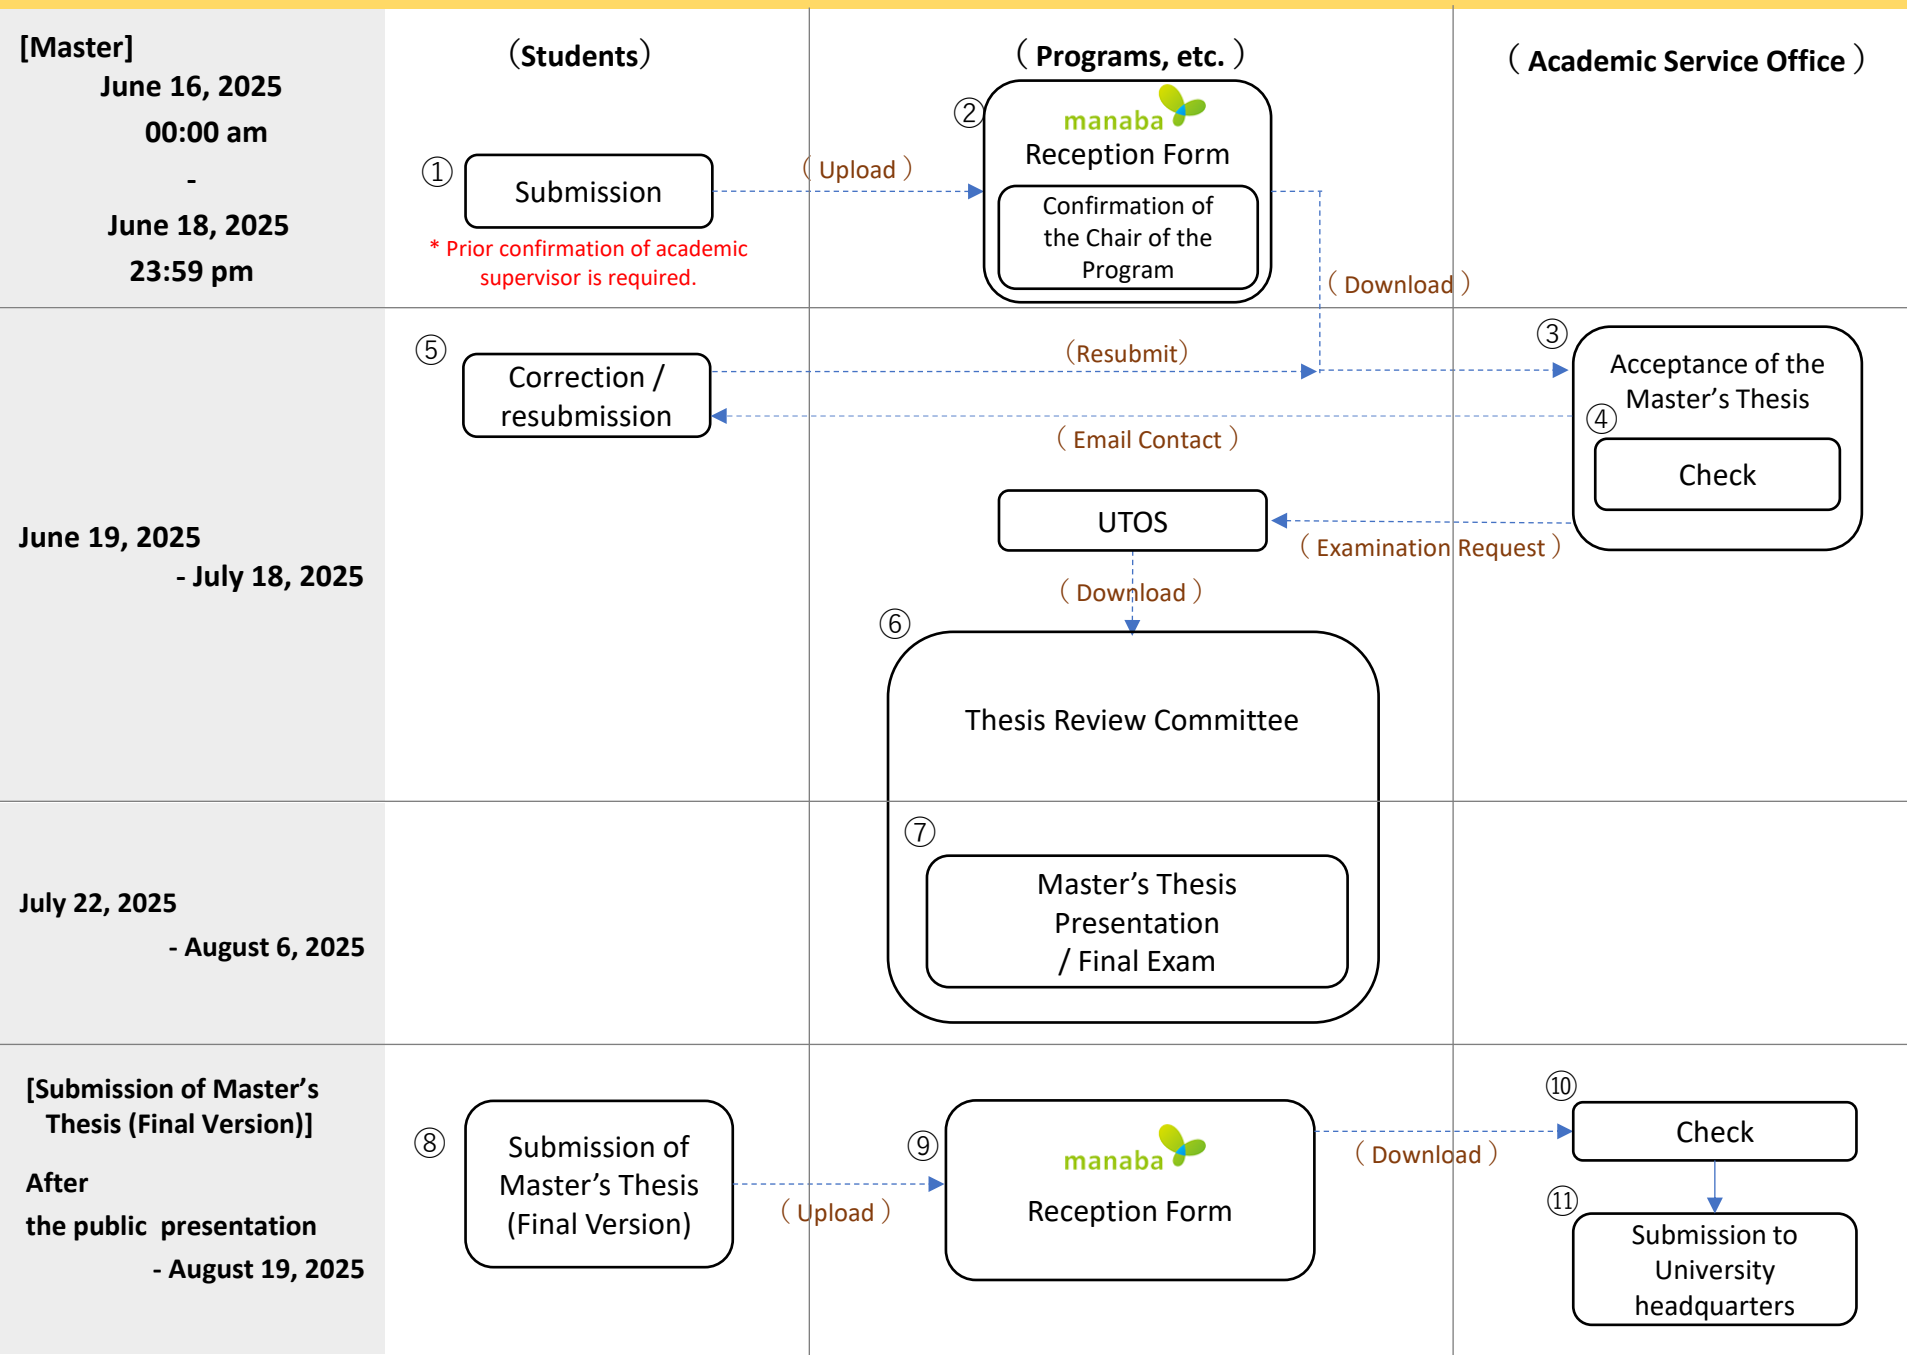 [Master]
June 16, 2025
00:00 am
-
June 18, 2025
23:59 pm
（Students）
（ Programs, etc. ）
（ Academic Service Office ）
①
Submission
* Prior confirmation of academic
supervisor is required.
（ Upload ）
②
manaba
Reception Form
Confirmation of
the Chair of the
Program
（ Download ）
June 19, 2025
- July 18, 2025
⑤
Correction /
resubmission
（Resubmit）
（ Email Contact ）
③
Acceptance of the
Master’s Thesis
④
Check
UTOS
（ Examination Request ）
（ Download ）
⑥
Thesis Review Committee
July 22, 2025
- August 6, 2025
⑦
Master’s Thesis
Presentation
/ Final Exam
[Submission of Master’s
Thesis (Final Version)]
After
the public presentation
- August 19, 2025
⑧
Submission of
Master’s Thesis
(Final Version)
（ Upload ）
⑨
manaba
Reception Form
（ Download ）
⑩
Check
⑪
Submission to
University
headquarters